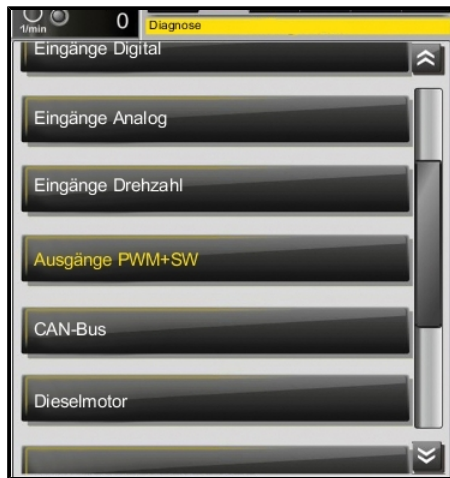 0
1/min
Diagnose
Eingänge Digital
Eingänge Analog
Eingänge Drehzahl
Ausgänge PWM+SW
CAN-Bus
Dieselmotor